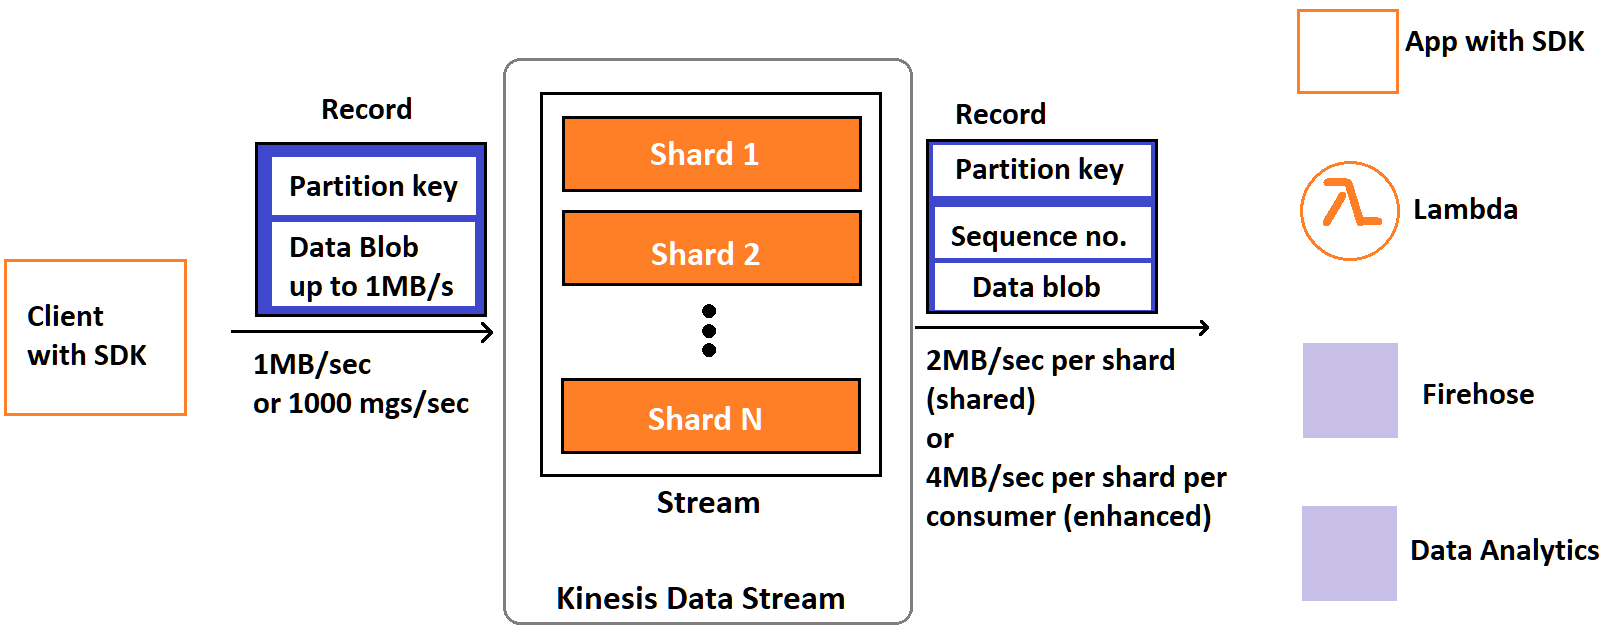 Client
with SDK
Record
Partition key
Data Blob
up to 1MB/s
1MB/sec
or 1000 mgs/sec
Shard 1
Shard 2
Shard N
Stream
Kinesis Data Stream
Record
Partition key
Sequence no.
Data blob
2MB/sec per shard
(shared)
or
4MB/sec per shard per
consumer (enhanced)
App with SDK
Lambda
Firehose
Data Analytics